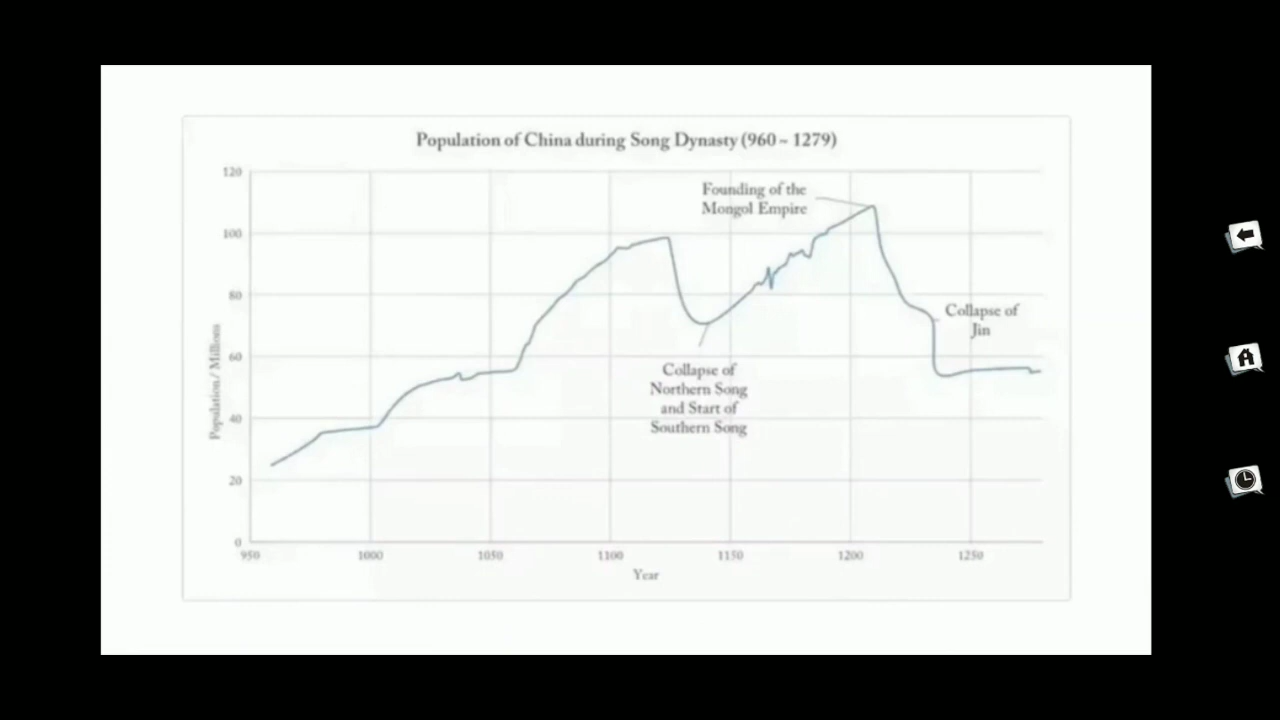 Population of China during Song Dynasty (960 – 1279)
120
Founding of the
Mongol Empire
100
80
Collapse of
Jin
60
Collapse of
Northern Song
and Start of
Southern Song
40
20
0
Population / Millions
950 1000 1050 1100 1150 1200 1250
Year